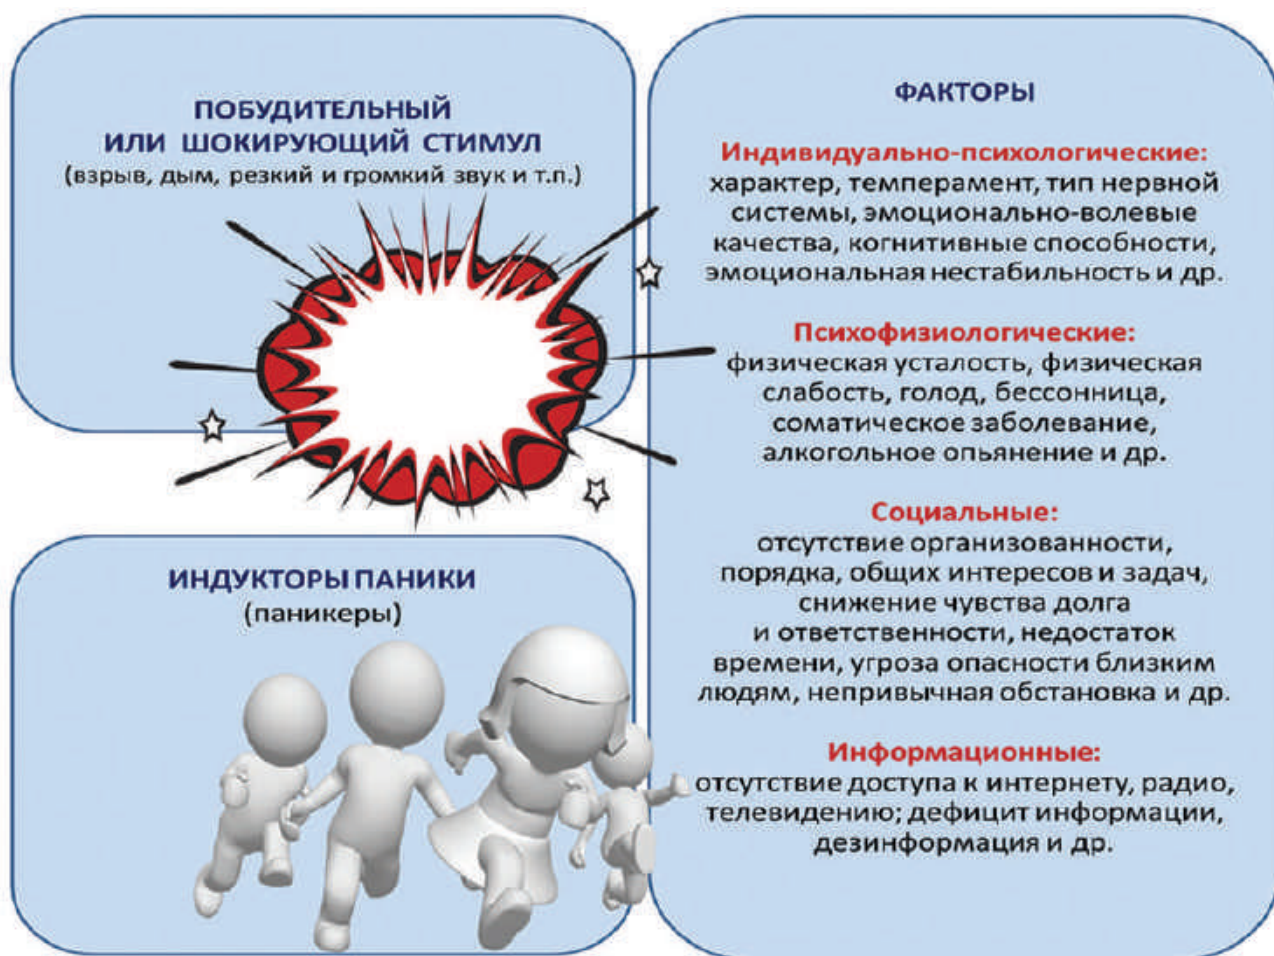 ПОБУДИТЕЛЬНЫЙ
ИЛИ ШОКИРУЮЩИЙ СТИМУЛ
(взрыв, дым, резкий и громкий звук и т.п.)
ИНДУКТОРЫ ПАНИКИ
(паникеры)
ФАКТОРЫ
Индивидуально-психологические:
характер, темперамент, тип нервной
системы, эмоционально-волевые
качества, когнитивные способности,
эмоциональная нестабильность и др.
Психофизиологические:
физическая усталость, физическая
слабость, голод, бессонница,
соматическое заболевание,
алкогольное опьянение и др.
Социальные:
отсутствие организованности,
порядка, общих интересов и задач,
снижение чувства долга
и ответственности, недостаток
времени, угроза опасности близким
людям, непривычная обстановка и др.
Информационные:
отсутствие доступа к интернету, радио,
телевидению; дефицит информации,
дезинформация и др.